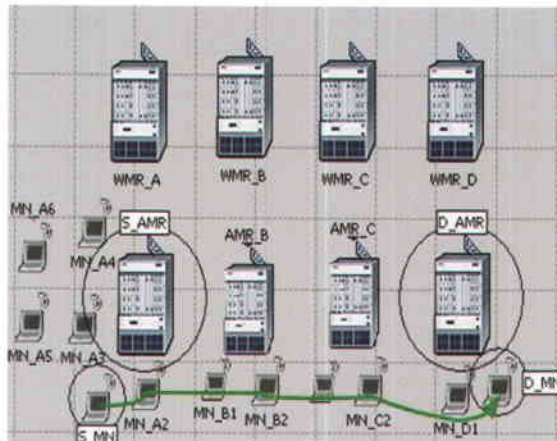 WMR_A WMR_B WMR_C WMR_D
MN_A6 S_AMR D_AMR
AMR_B AMR_C
MN_A4
MN_A5 MN_A3
D_MN
MN_A2 MN_B1 MN_B2 MN_C2 MN_D1
S_MN